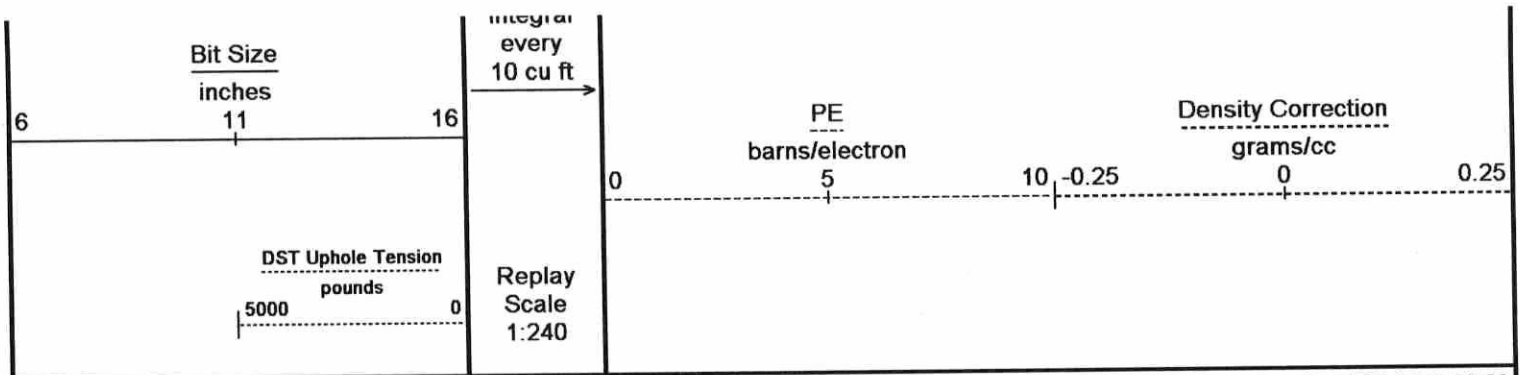 Bit Size
inches
6 11 16
DST Uphole Tension
pounds
5000 0
Integral
every
10 cu ft
Replay
Scale
1:240
PE
barns/electron
0 5 10
Density Correction
grams/cc
-0.25 0 0.25